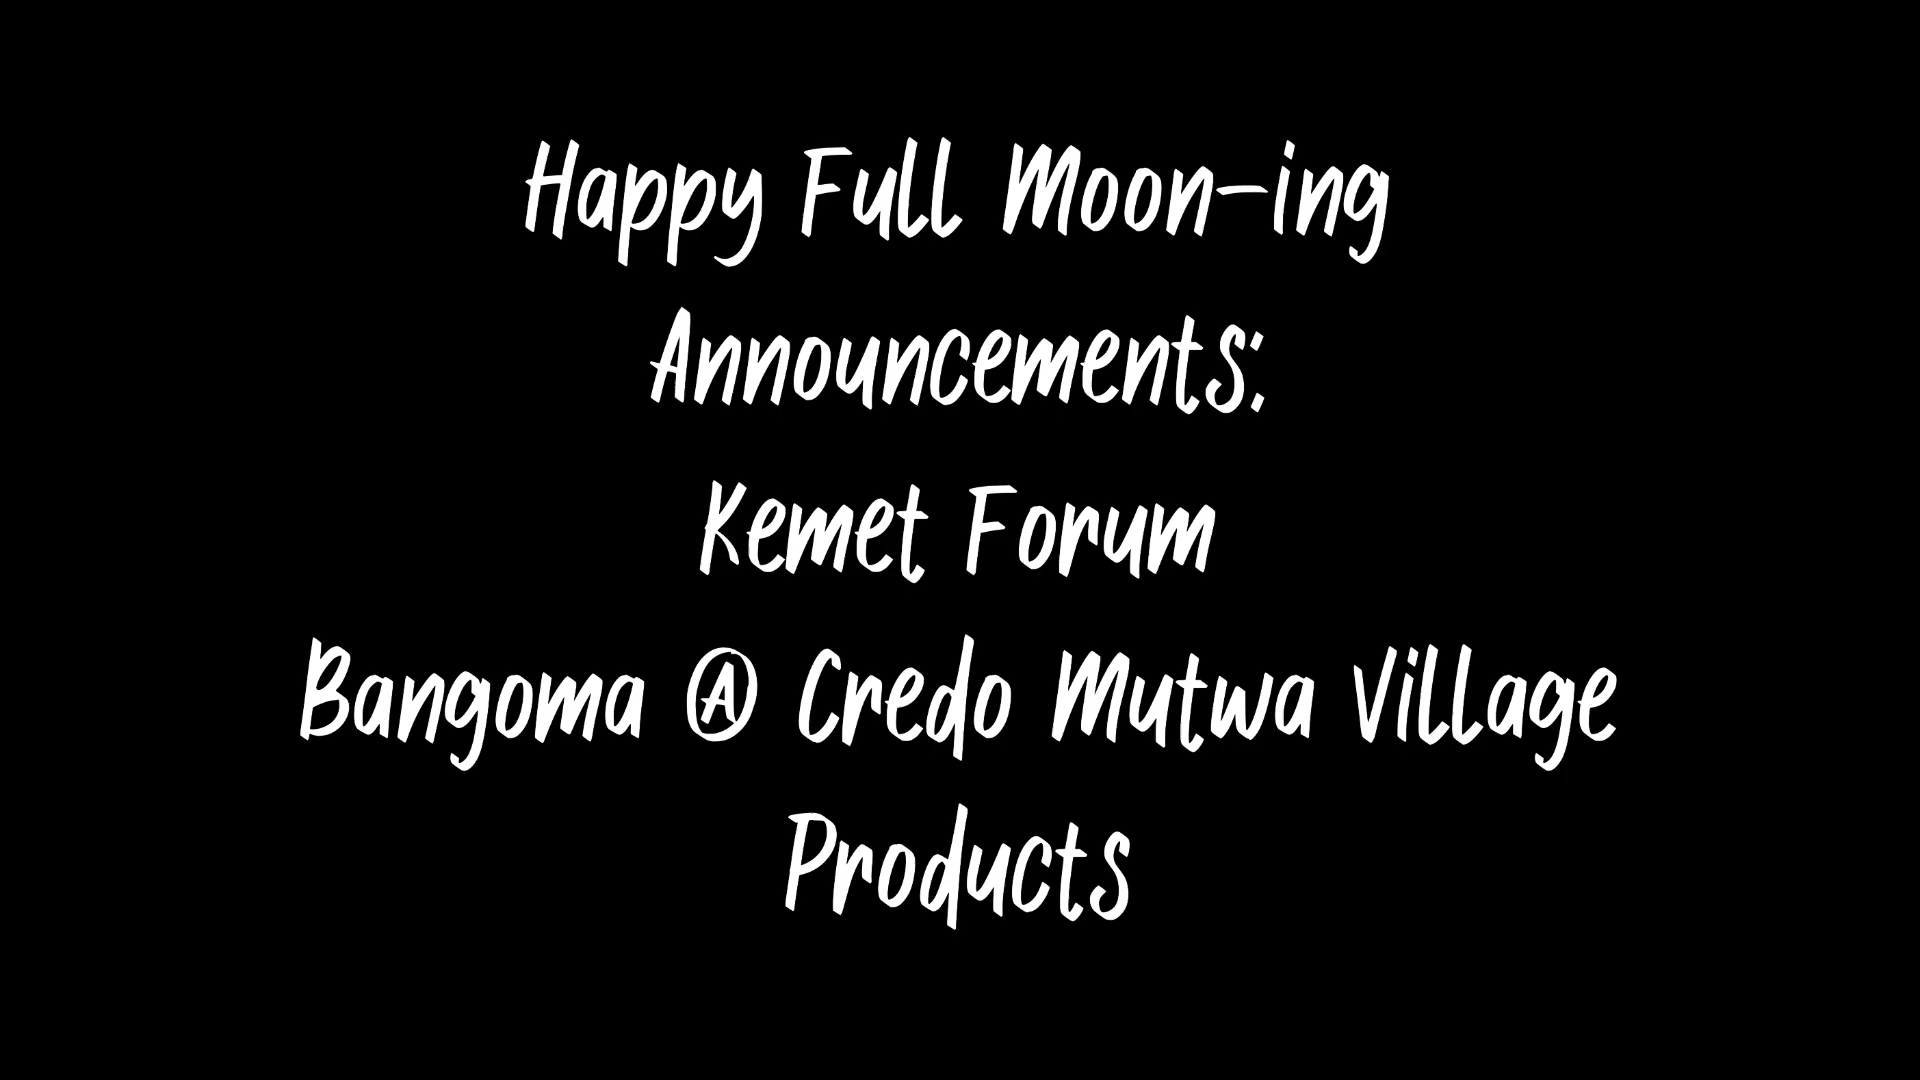 Happy Full Moon-ing
Announcements:
Kemet Forum
Bangoma @ Credo Mutwa Village
Products